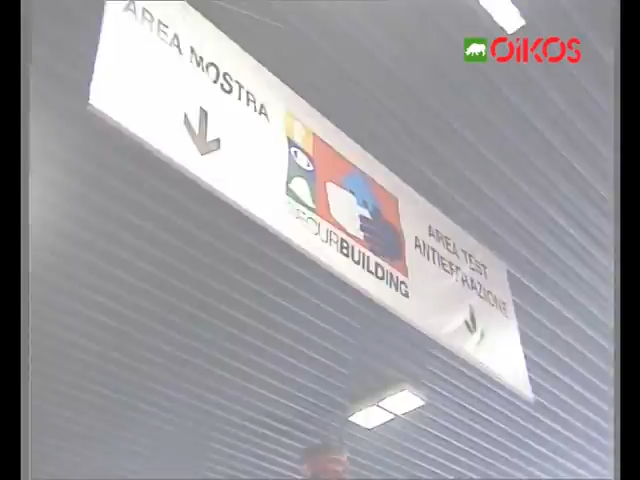 OiKOS
AREA MOSTRA
SECURBUILDING
AREA TEST
ANTIEFFRAZIONE